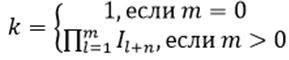 k = { 1, если m = 0
∏_{l=1}^{m} I_{l+n}, если m > 0